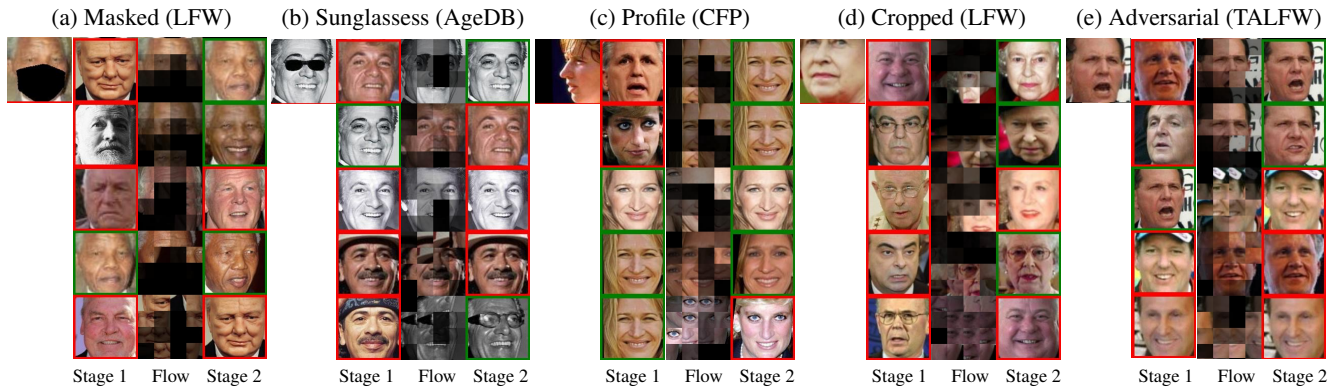 (a) Masked (LFW) (b) Sunglassess (AgeDB) (c) Profile (CFP) (d) Cropped (LFW) (e) Adversarial (TALFW)
Stage 1 Flow Stage 2 Stage 1 Flow Stage 2 Stage 1 Flow Stage 2 Stage 1 Flow Stage 2 Stage 1 Flow Stage 2